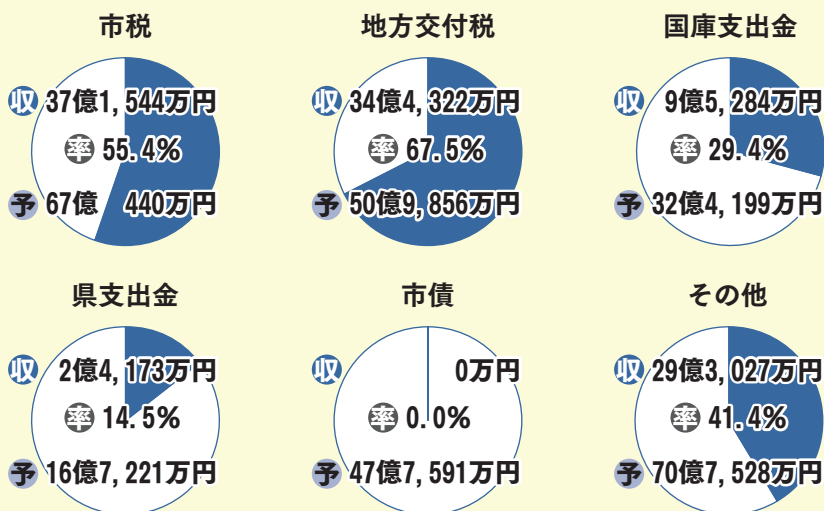 市税
収 37億1,544万円
率 55.4%
予 67億 440万円
地方交付税
収 34億4,322万円
率 67.5%
予 50億9,856万円
国庫支出金
収 9億5,284万円
率 29.4%
予 32億4,199万円
県支出金
収 2億4,173万円
率 14.5%
予 16億7,221万円
市債
収 0万円
率 0.0%
予 47億7,591万円
その他
収 29億3,027万円
率 41.4%
予 70億7,528万円